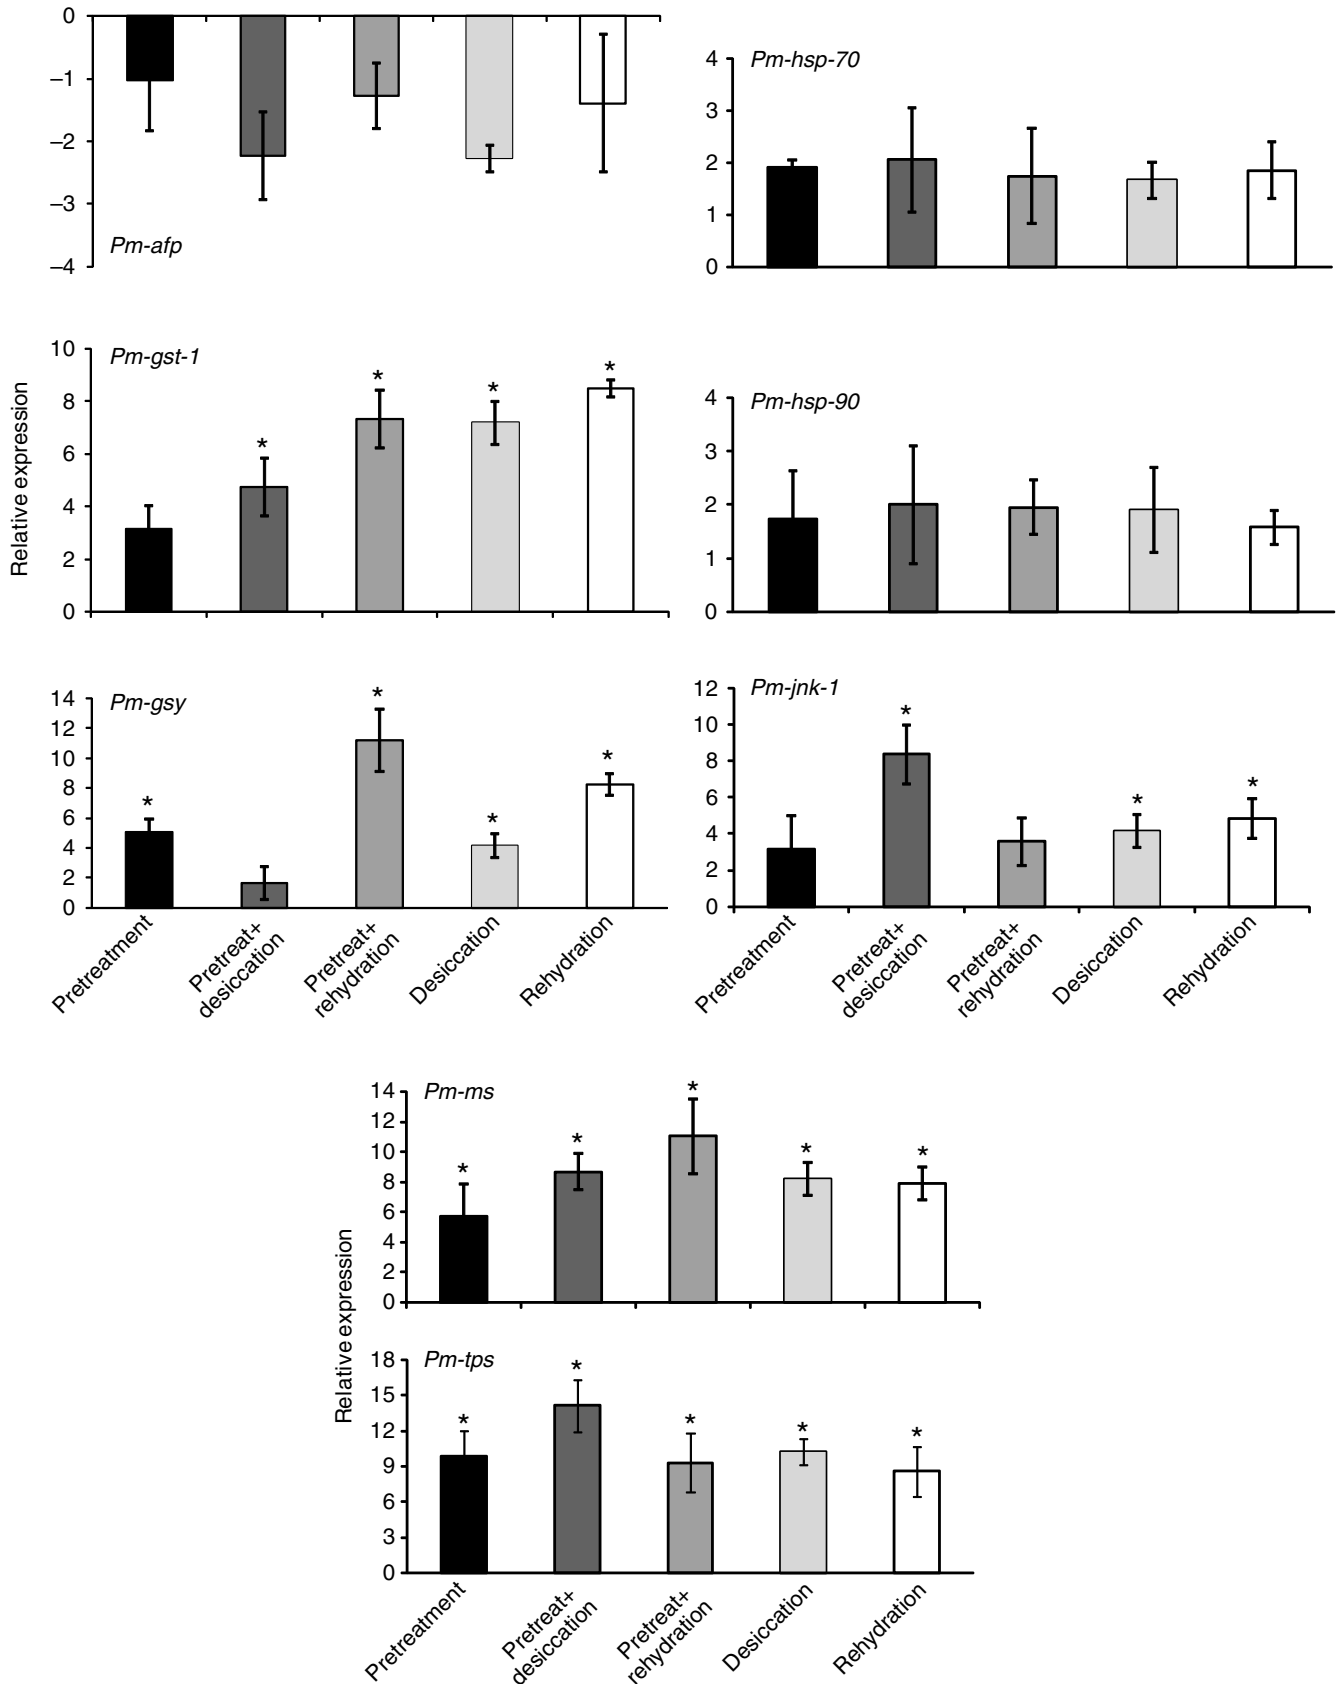 0
–1
–2
–3
–4
Pm-afp
4
3
2
1
0
Pm-hsp-70
Relative expression
10
8
6
4
2
0
Pm-gst-1
*
*
*
*
4
3
2
1
0
Pm-hsp-90
14
12
10
8
6
4
2
0
Pm-gsy
*
*
*
*
Pretreatment
Pretreat+
desiccation
Pretreat+
rehydration
Desiccation
Rehydration
12
10
8
6
4
2
0
Pm-jnk-1
*
*
*
Pretreatment
Pretreat+
desiccation
Pretreat+
rehydration
Desiccation
Rehydration
Relative expression
14
12
10
8
6
4
2
0
Pm-ms
*
*
*
*
*
18
15
12
9
6
3
0
Pm-tps
*
*
*
*
*
Pretreatment
Pretreat+
desiccation
Pretreat+
rehydration
Desiccation
Rehydration